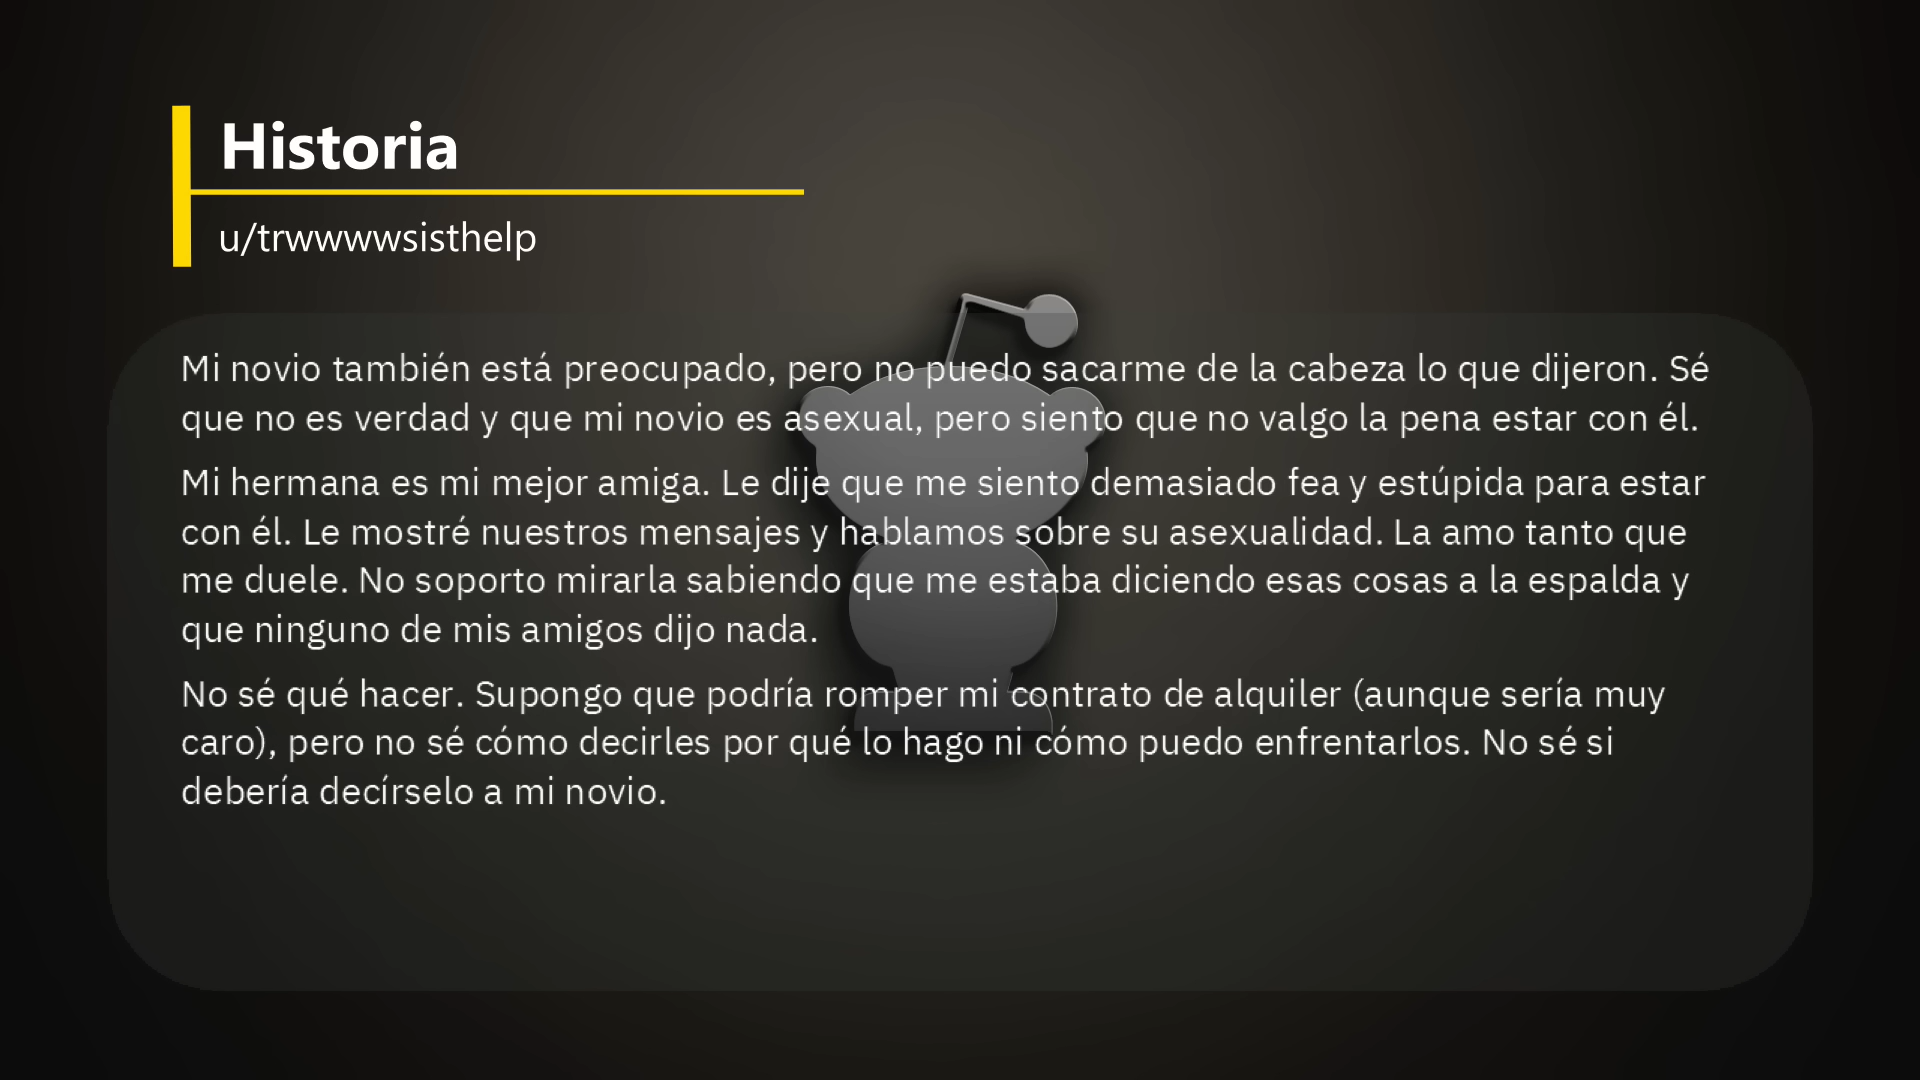 Historia
u/trwwwwsisthelp
Mi novio también está preocupado, pero no puedo sacarme de la cabeza lo que dijeron. Sé
que no es verdad y que mi novio es asexual, pero siento que no valgo la pena estar con él.
Mi hermana es mi mejor amiga. Le dije que me siento demasiado fea y estúpida para estar
con él. Le mostré nuestros mensajes y hablamos sobre su asexualidad. La amo tanto que
me duele. No soporto mirarla sabiendo que me estaba diciendo esas cosas a la espalda y
que ninguno de mis amigos dijo nada.
No sé qué hacer. Supongo que podría romper mi contrato de alquiler (aunque sería muy
caro), pero no sé cómo decirles por qué lo hago ni cómo puedo enfrentarlos. No sé si
debería decírselo a mi novio.